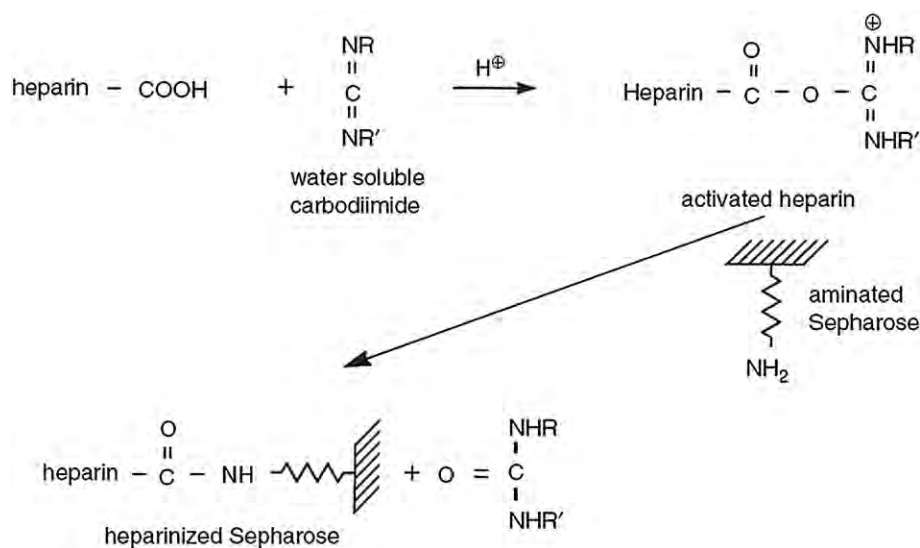 heparin – COOH + NR = C = NR′ H⊕ Heparin – C (= O) – O – C (= ⊕NHR) = NHR′
water soluble
carbodiimide
activated heparin
aminated
Sepharose
NH₂
heparin – C (= O) – NH + O = C – NHR – NHR′
heparinized Sepharose